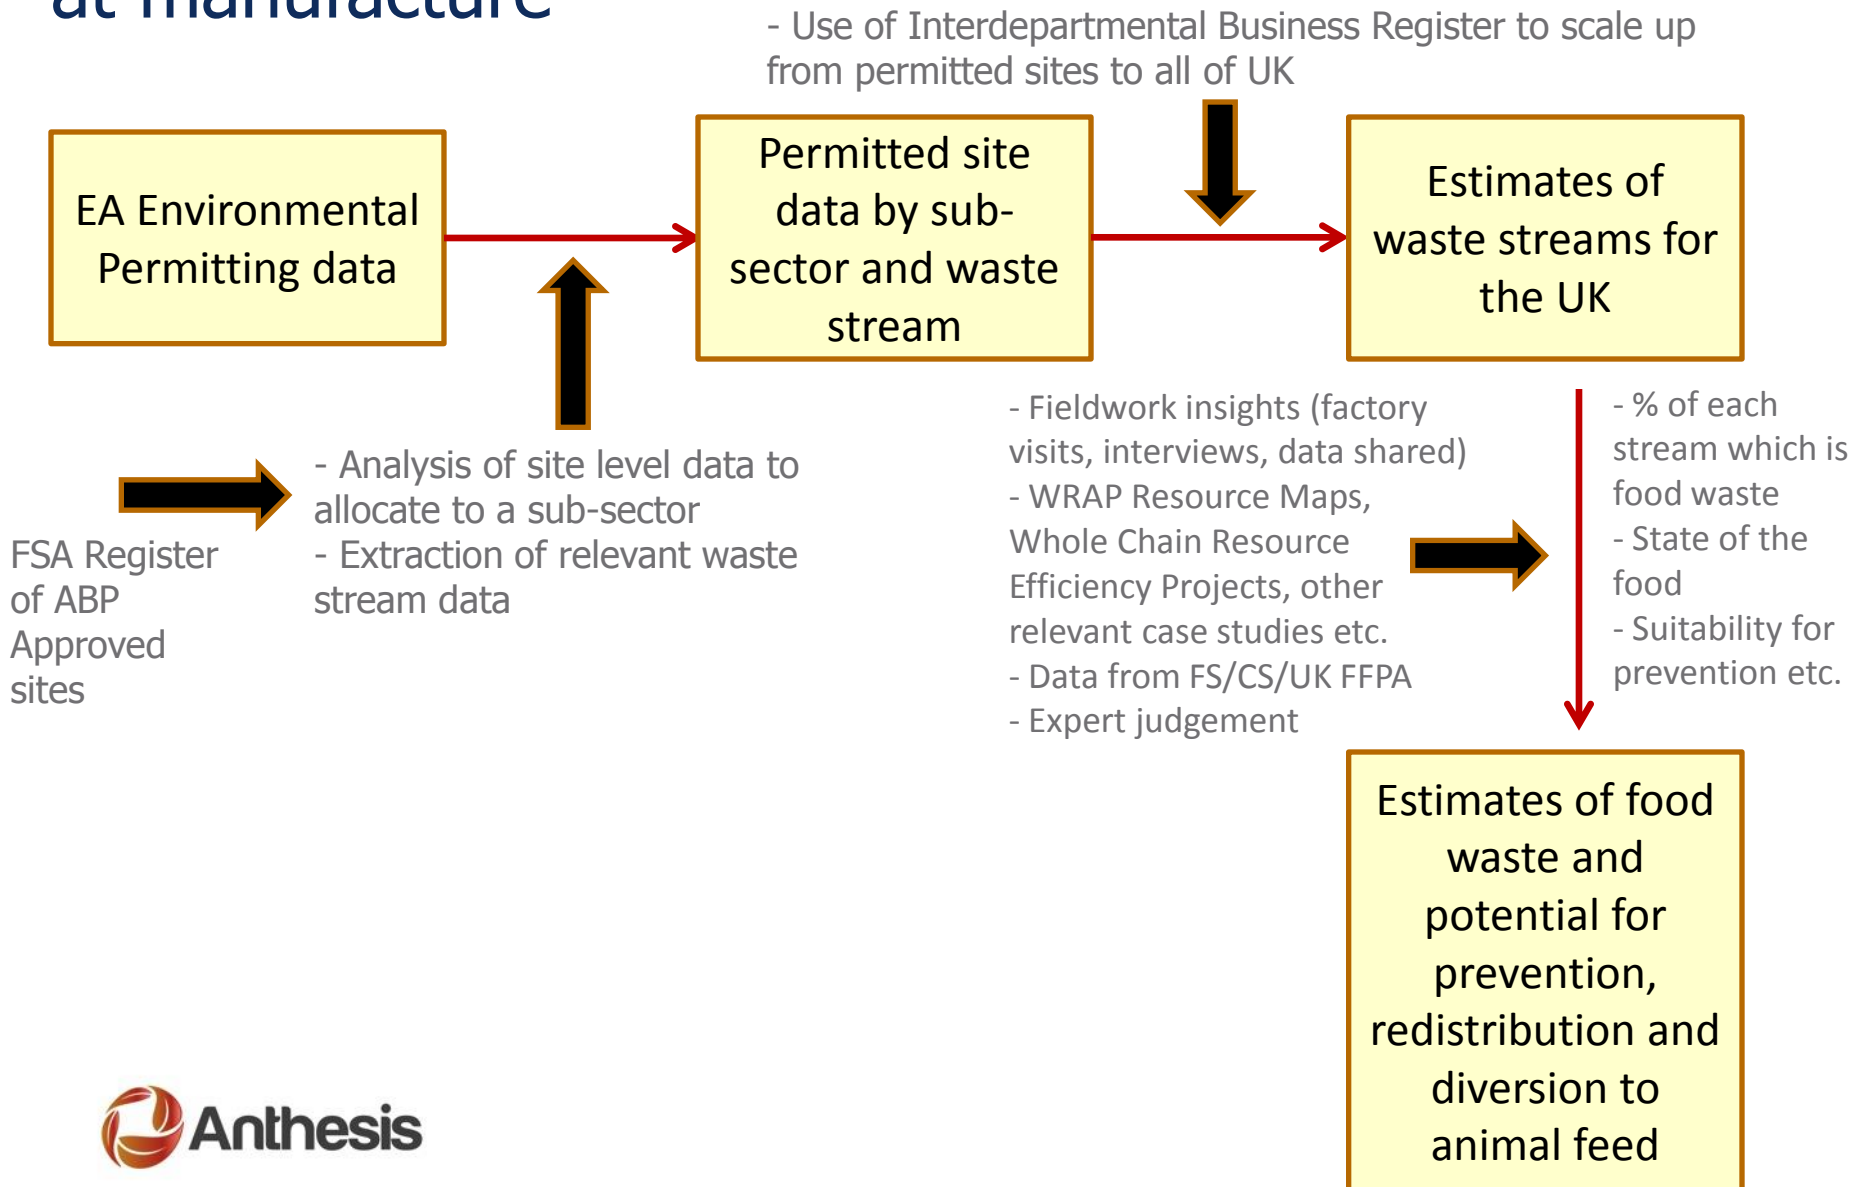 at manufacture
- Use of Interdepartmental Business Register to scale up
from permitted sites to all of UK
EA Environmental
Permitting data
Permitted site
data by sub-
sector and waste
stream
Estimates of
waste streams for
the UK
FSA Register
of ABP
Approved
sites
- Analysis of site level data to
allocate to a sub-sector
- Extraction of relevant waste
stream data
- Fieldwork insights (factory
visits, interviews, data shared)
- WRAP Resource Maps,
Whole Chain Resource
Efficiency Projects, other
relevant case studies etc.
- Data from FS/CS/UK FFPA
- Expert judgement
- % of each
stream which is
food waste
- State of the
food
- Suitability for
prevention etc.
Estimates of food
waste and
potential for
prevention,
redistribution and
diversion to
animal feed
Anthesis